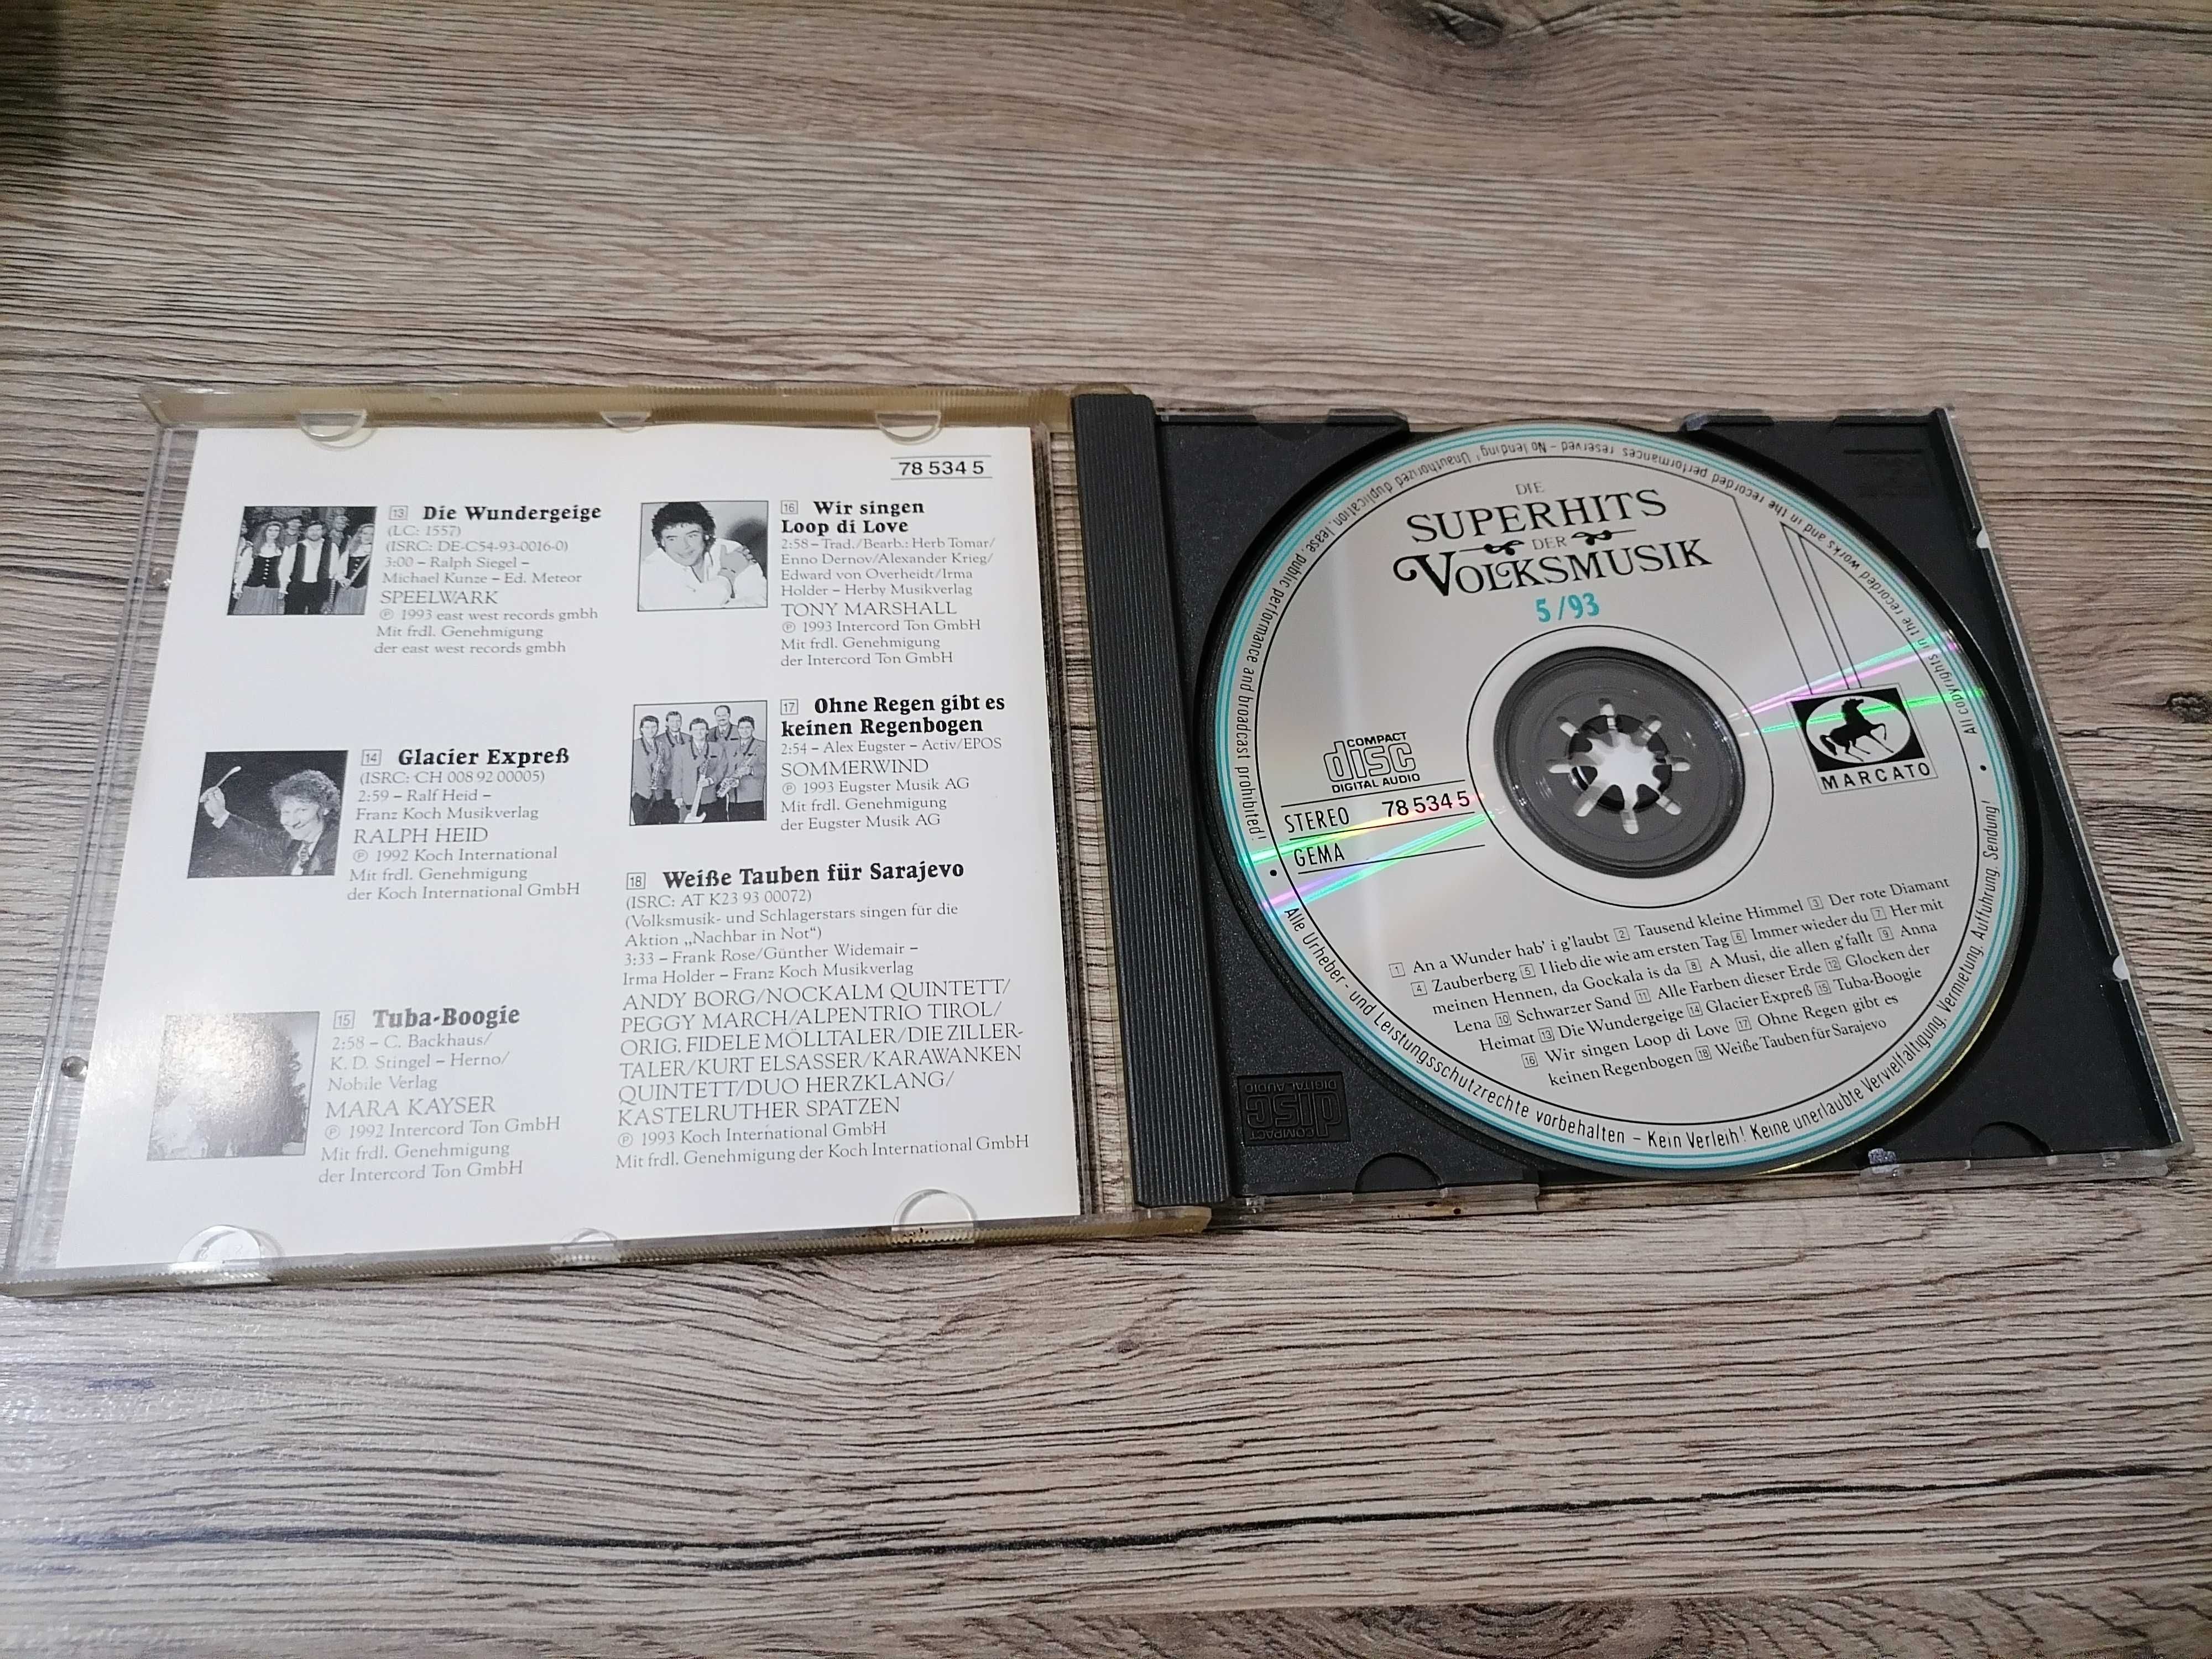 78 534 5
13 Die Wundergeige
(LC: 1557)
(ISRC: DE-C54-93-0016-0)
3:00 – Ralph Siegel –
Michael Kunze – Ed. Meteor
SPEELWARK
℗ 1993 east west records gmbh
Mit frdl. Genehmigung
der east west records gmbh
14 Glacier Expreß
(ISRC: CH 008 92 00005)
2:59 – Ralf Heid –
Franz Koch Musikverlag
RALPH HEID
℗ 1992 Koch International
Mit frdl. Genehmigung
der Koch International GmbH
15 Tuba-Boogie
2:58 – C. Backhaus/
K. D. Stingel – Herno/
Nobile Verlag
MARA KAYSER
℗ 1992 Intercord Ton GmbH
Mit frdl. Genehmigung
der Intercord Ton GmbH
16 Wir singen
Loop di Love
2:58 – Trad./Bearb.: Herb Tomar/
Enno Dernov/Alexander Krieg/
Edward von Overheidt/Irma
Holder – Herby Musikverlag
TONY MARSHALL
℗ 1993 Intercord Ton GmbH
Mit frdl. Genehmigung
der Intercord Ton GmbH
17 Ohne Regen gibt es
keinen Regenbogen
2:54 – Alex Eugster – Activ/EPOS
SOMMERWIND
℗ 1993 Eugster Musik AG
Mit frdl. Genehmigung
der Eugster Musik AG
18 Weiße Tauben für Sarajevo
(ISRC: AT K23 93 00072)
(Volksmusik- und Schlagerstars singen für die
Aktion „Nachbar in Not“)
3:33 – Frank Rose/Günther Widemair –
Irma Holder – Franz Koch Musikverlag
ANDY BORG/NOCKALM QUINTETT/
PEGGY MARCH/ALPENTRIO TIROL/
ORIG. FIDELE MÖLLTALER/DIE ZILLER-
TALER/KURT ELSASSER/KARAWANKEN
QUINTETT/DUO HERZKLANG/
KASTELRUTHER SPATZEN
℗ 1993 Koch International GmbH
Mit frdl. Genehmigung der Koch International GmbH
DIE
SUPERHITS
DER
VOLKSMUSIK
5/93
COMPACT
disc
DIGITAL AUDIO
STEREO 78 534 5
GEMA
MARCATO
1 An a Wunder hab' i g'laubt 2 Tausend kleine Himmel 3 Der rote Diamant
4 Zauberberg 5 I lieb die wie am ersten Tag 6 Immer wieder du 7 Her mit
meinen Hennen, da Gockala is da 8 A Musi, die allen g'fallt 9 Anna
Lena 10 Schwarzer Sand 11 Alle Farben dieser Erde 12 Glocken der
Heimat 13 Die Wundergeige 14 Glacier Expreß 15 Tuba-Boogie
16 Wir singen Loop di Love 17 Ohne Regen gibt es
keinen Regenbogen 18 Weiße Tauben für Sarajevo
Alle Urheber- und Leistungsschutzrechte vorbehalten – Kein Verleih! Keine unerlaubte Vervielfältigung, Vermietung, Aufführung, Sendung!
All copyrights in the recorded works and in the recorded performances reserved – No lending! Unauthorized duplication, lease, public performance and broadcast prohibited!
COMPACT
disc
DIGITAL AUDIO